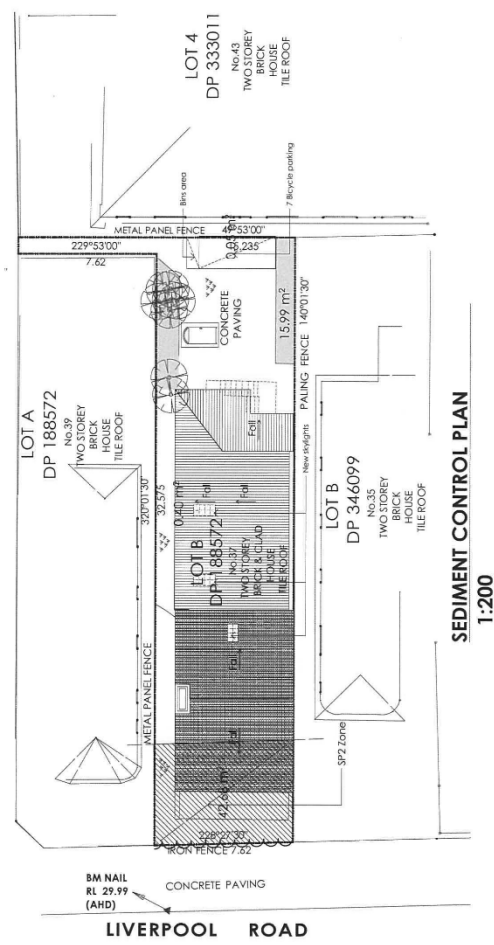 LOT 4
DP 333011
No.43
TWO STOREY
BRICK
HOUSE
TILE ROOF
Bins area
7 Bicycle parking
METAL PANEL FENCE
229°53'00"
7.62
CONCRETE
PAVING
15.99 m²
PALING FENCE 140°01'30"
LOT A
DP 188572
No.39
TWO STOREY
BRICK
HOUSE
TILE ROOF
320°01'30"
32.575
0.40 m²
Fall
Fall
Fall
New skylights
LOT B
DP 188572
No.37
TWO STOREY
BRICK & CLAD
HOUSE
TILE ROOF
LOT B
DP 346099
No.35
TWO STOREY
BRICK
HOUSE
TILE ROOF
METAL PANEL FENCE
Fall
Fall
42.66 m²
SP2 Zone
228°27'30"
IRON FENCE 7.62
BM NAIL
RL 29.99
(AHD)
CONCRETE PAVING
LIVERPOOL ROAD
SEDIMENT CONTROL PLAN
1:200